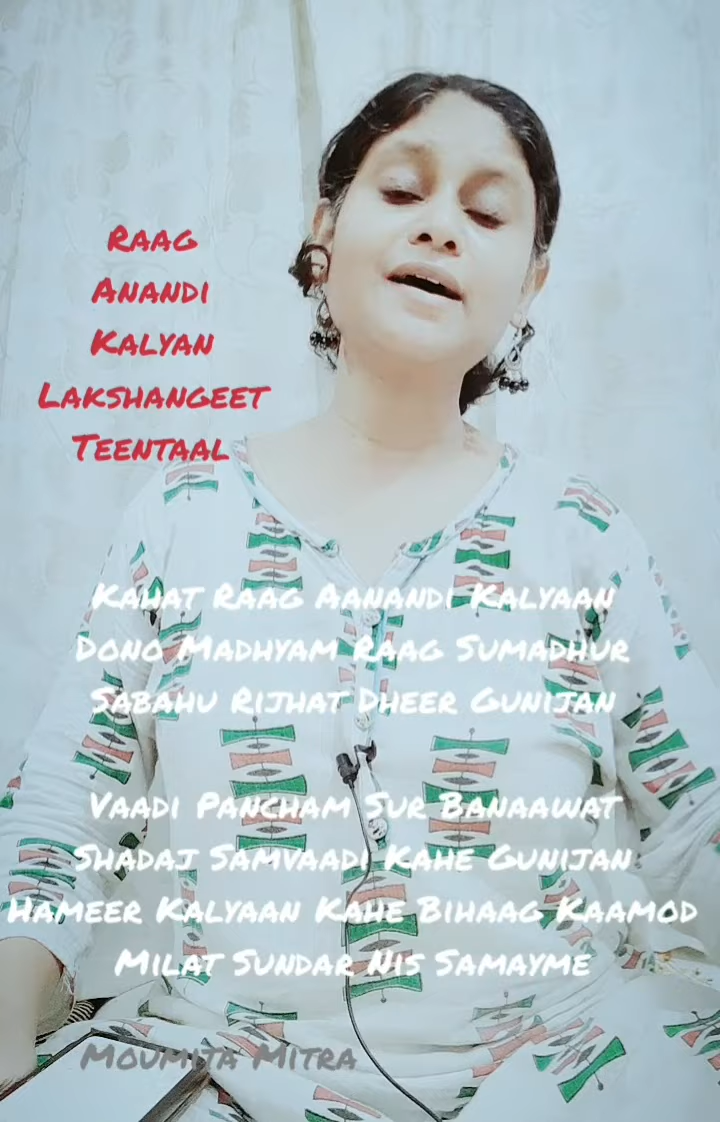 Raag
Anandi
Kalyan
Lakshangeet
Teentaal
Kahat Raag Aanandi Kalyaan
Dono Madhyam Raag Sumadhur
Sabahu Rijhat Dheer Gunijan
Vaadi Pancham Sur Banaawat
Shadaj Samvaadi Kahe Gunijan
Hameer Kalyaan Kahe Bihaag Kaamod
Milat Sundar Nis Samayme
Moumita Mitra